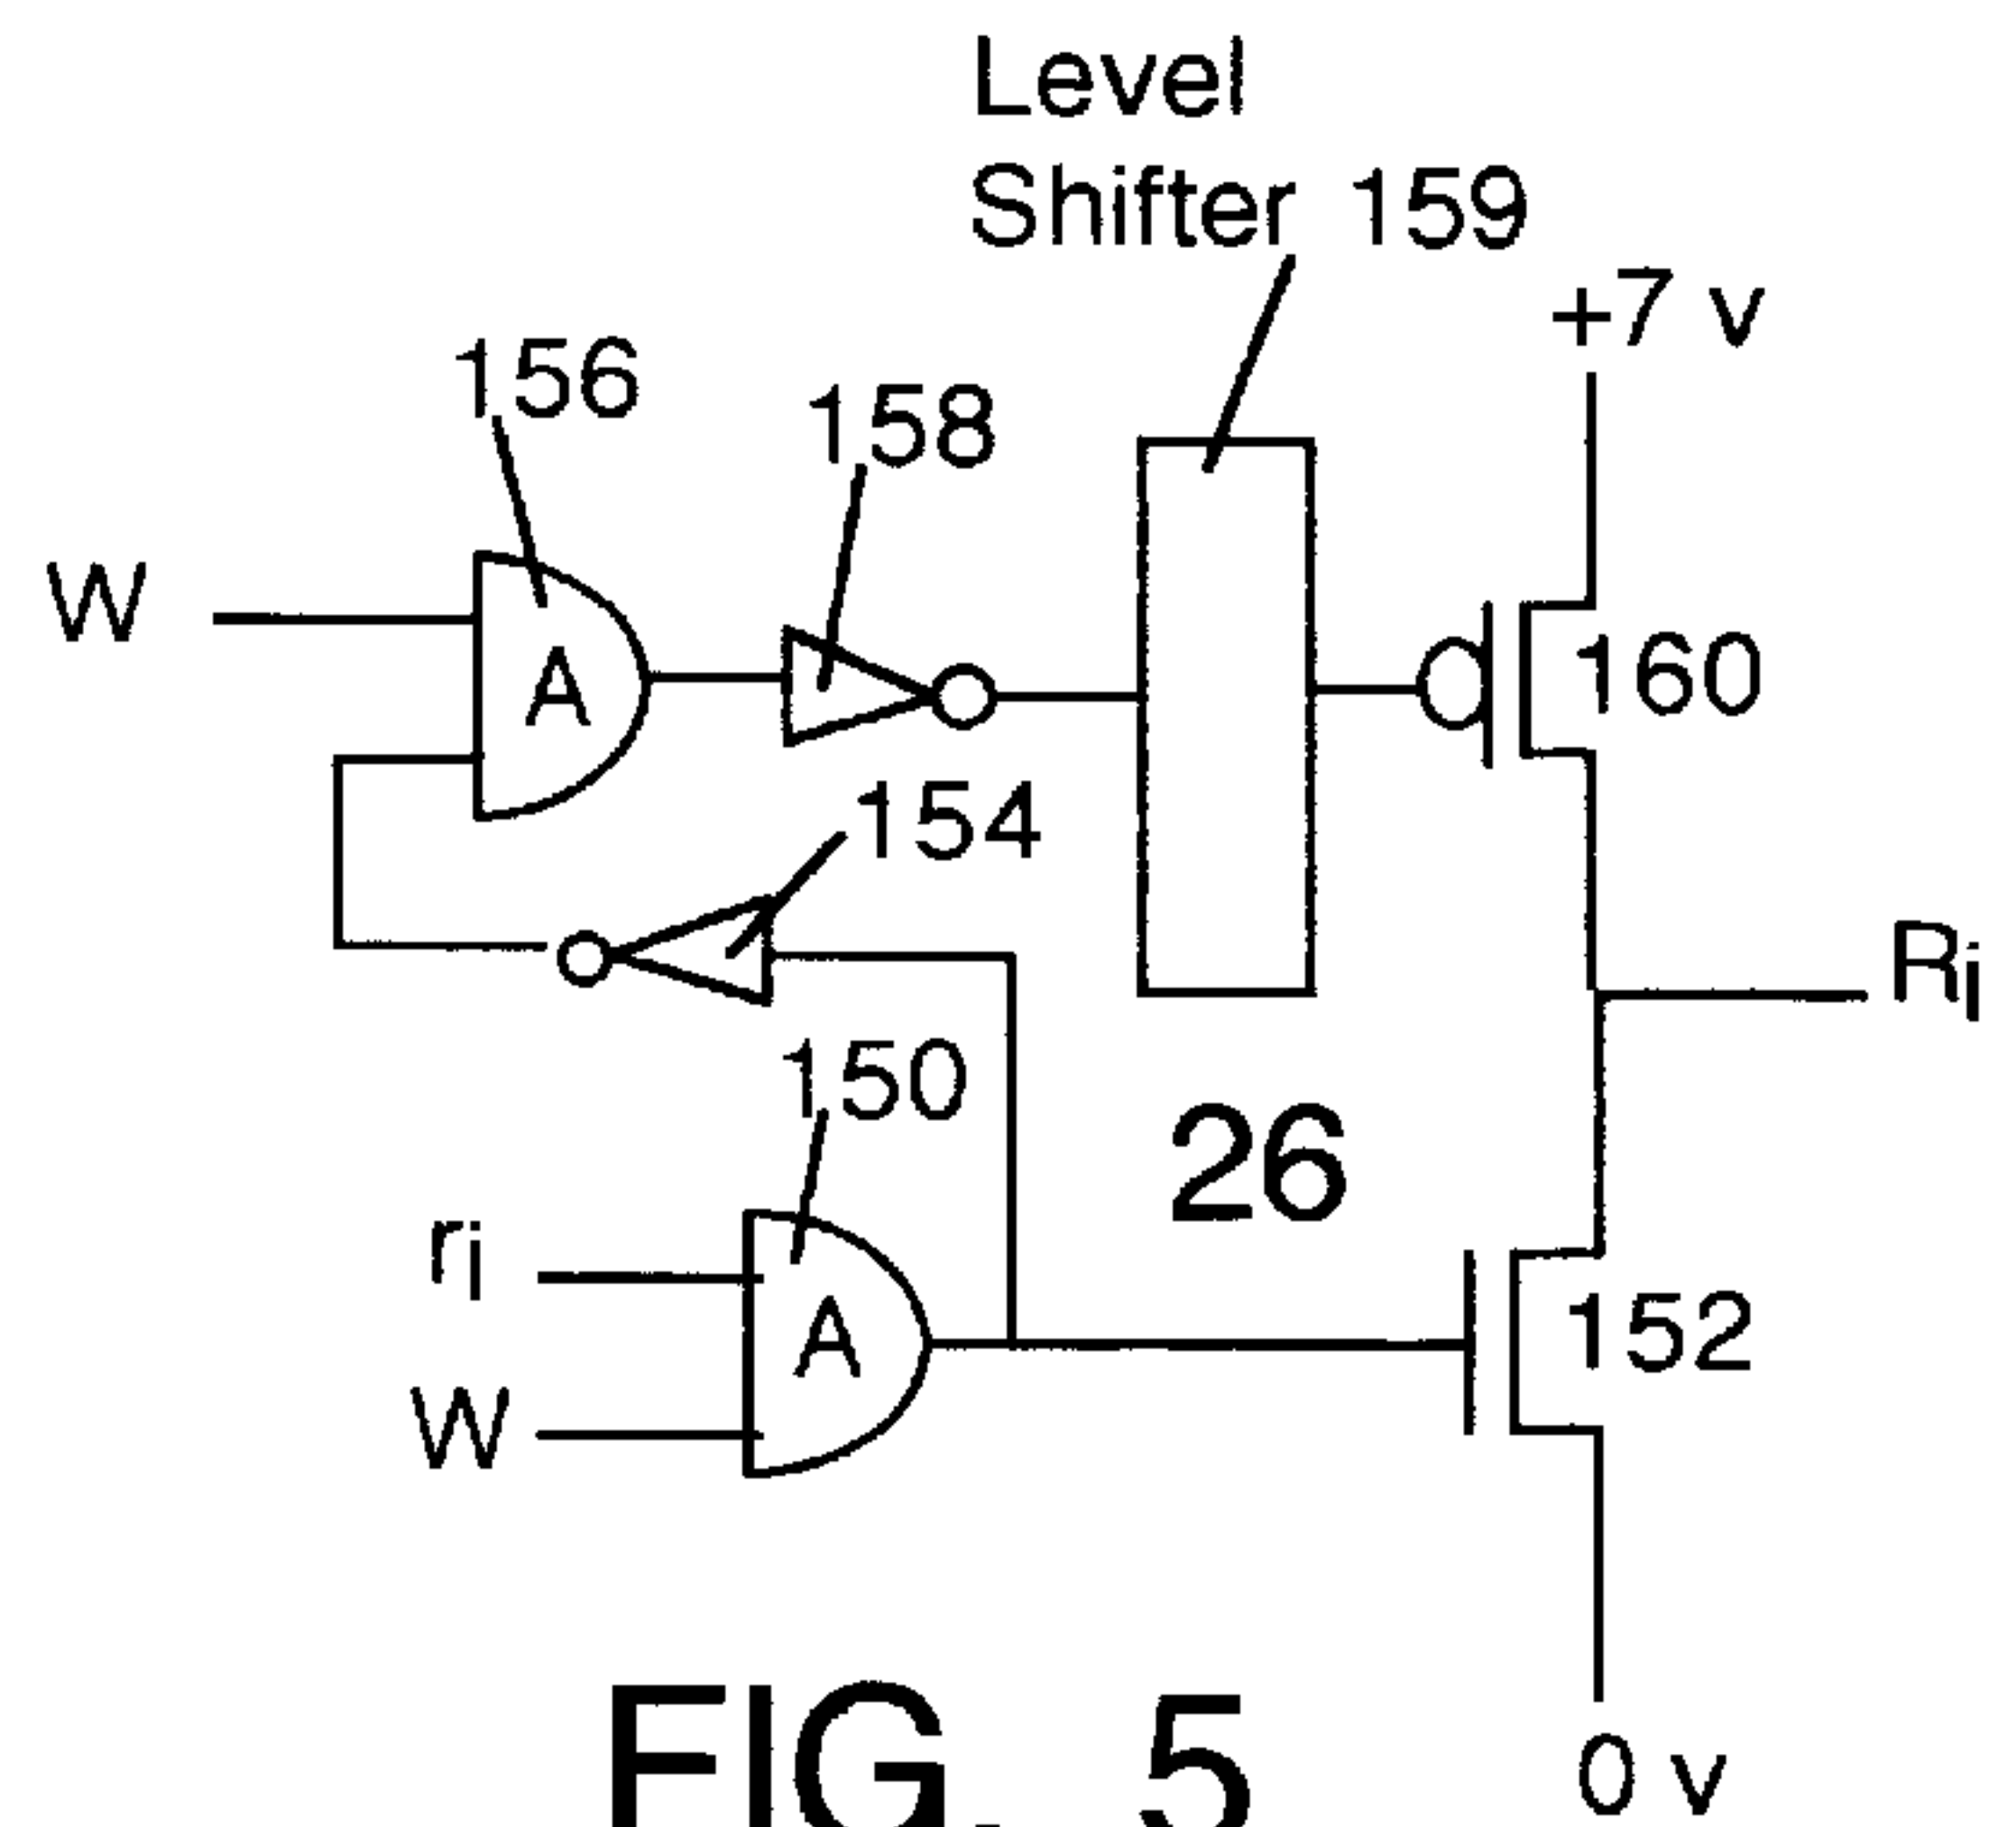 Level
Shifter 159
+7 v
156
158
W
A
160
154
Ri
150
26
ri
A
W
152
FIG. 5
0 v